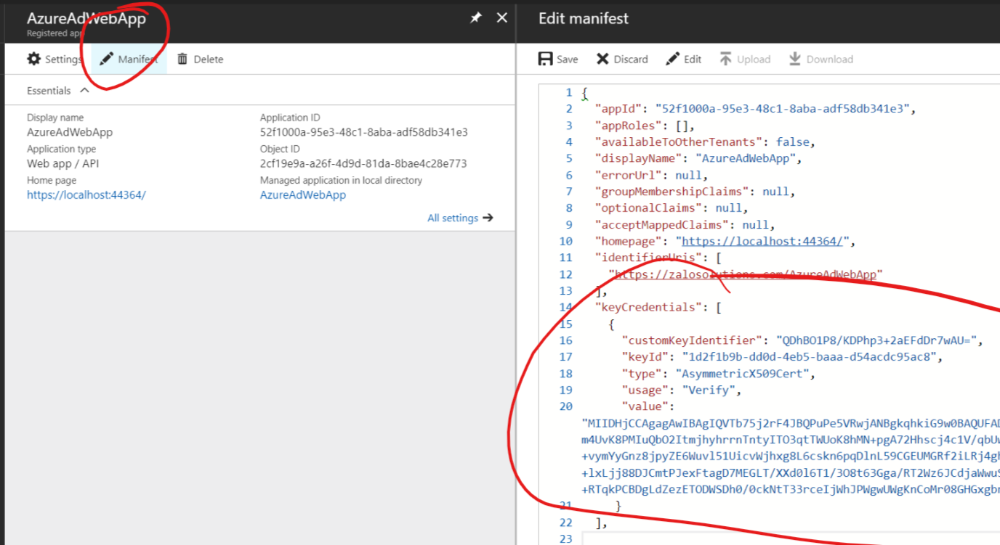 AzureAdWebApp
Registered app
Settings Manifest Delete
Essentials
Display name
AzureAdWebApp
Application type
Web app / API
Home page
https://localhost:44364/
Application ID
52f1000a-95e3-48c1-8aba-adf58db341e3
Object ID
2cf19e9a-a26f-4d9d-81da-8bae4c28e773
Managed application in local directory
AzureAdWebApp
All settings
Edit manifest
Save Discard Edit Upload Download
1 {
2 "appId": "52f1000a-95e3-48c1-8aba-adf58db341e3",
3 "appRoles": [],
4 "availableToOtherTenants": false,
5 "displayName": "AzureAdWebApp",
6 "errorUrl": null,
7 "groupMembershipClaims": null,
8 "optionalClaims": null,
9 "acceptMappedClaims": null,
10 "homepage": "https://localhost:44364/",
11 "identifierUris": [
12 "https://zalosolutions.com/AzureAdWebApp"
13 ],
14 "keyCredentials": [
15 {
16 "customKeyIdentifier": "QDhBO1P8/KDPhp3+2aEFdDr7wAU=",
17 "keyId": "1d2f1b9b-dd0d-4eb5-baaa-d54acdc95ac8",
18 "type": "AsymmetricX509Cert",
19 "usage": "Verify",
20 "value":
"MIIDHjCCAgagAwIBAgIQVTb75j2rF4JBQPuPe5VRwjANBgkqhkiG9w0BAQUFAD
m4UvK8PMIuQbO2ItmjhyhrrnTntyITO3qtTWUoK8hMN+pgA72Hhscj4c1V/qbUw
+vymYyGnz8jpyZE6Wuvl51UicvWjhxg8L6cskn6pqDlnL59CGEUMGRf2iLRj4gh
+lxLjj88DJCmtPJexFtagD7MEGLT/XXd0l6T1/3O8t63Gga/RT2Wz6JCdjaWwuS
+RTqkPCBDgLdZezETODWSDh0/0ckNtT33rceIjWhJPWgwUWgKnCoMr08GHGxgbr
21 }
22 ],
23